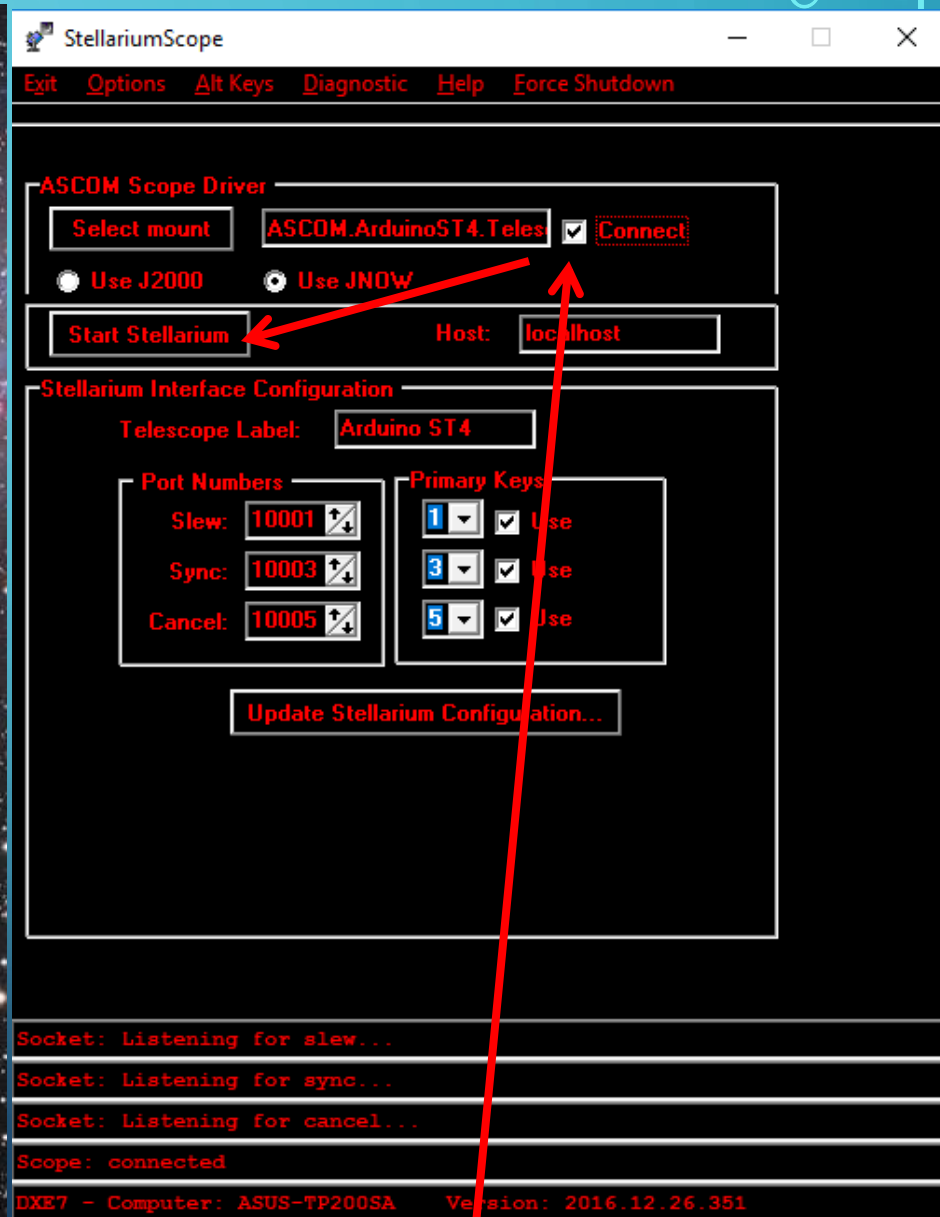 StellariumScope
Exit Options Alt Keys Diagnostic Help Force Shutdown
ASCOM Scope Driver
Select mount ASCOM.ArduinoST4.Teles Connect
Use J2000 Use JNOW
Start Stellarium Host: localhost
Stellarium Interface Configuration
Telescope Label: Arduino ST4
Port Numbers Primary Keys
Slew: 10001 1 Use
Sync: 10003 3 Use
Cancel: 10005 5 Use
Update Stellarium Configuration...
Socket: Listening for slew...
Socket: Listening for sync...
Socket: Listening for cancel...
Scope: connected
DXE7 - Computer: ASUS-TP200SA Version: 2016.12.26.351